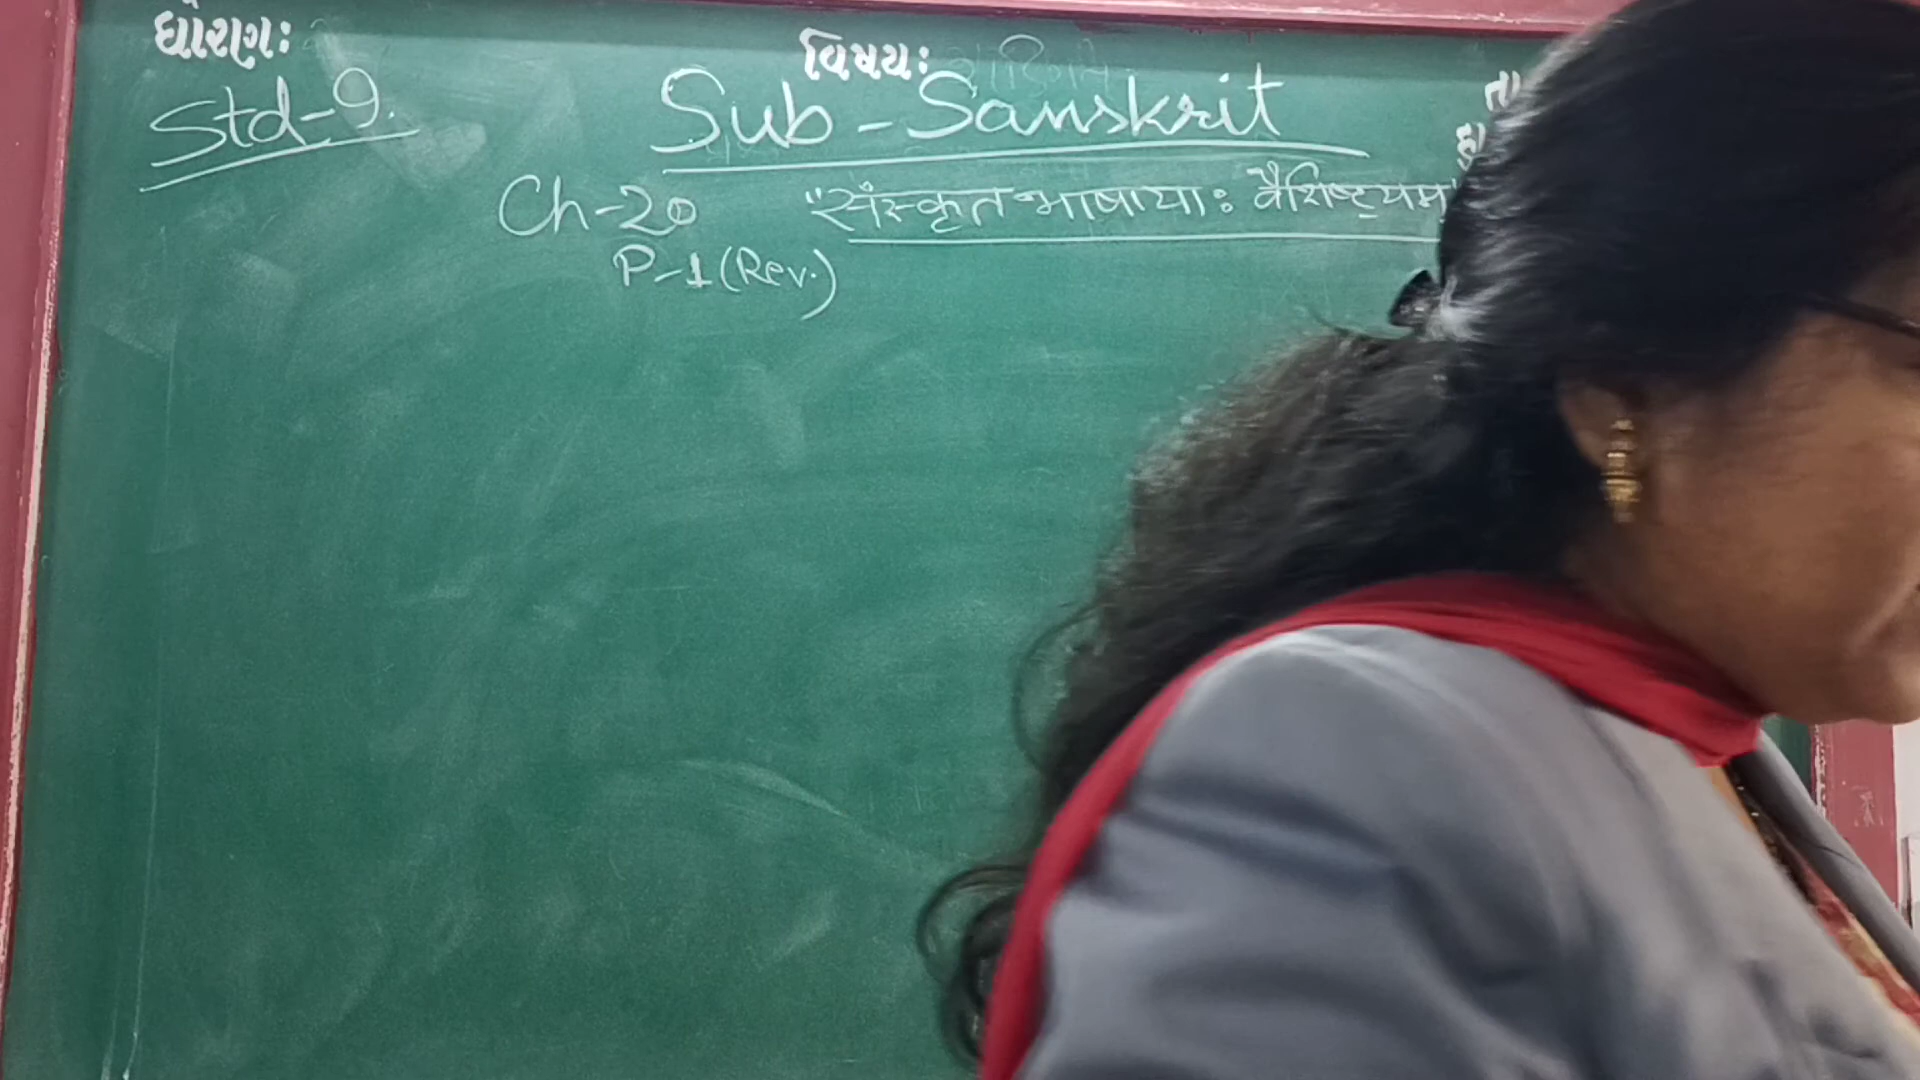 ધોરણઃ વિષયઃ તા
Std-9. Sub-Sanskrit
Ch-20 "संस्कृतभाषायाः वैशिष्ट्यम्"
P-1 (Rev.)